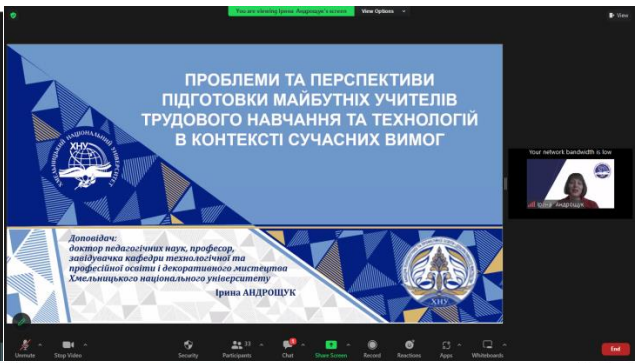 You are viewing Ірина Андрощук's screen
View Options
View
ПРОБЛЕМИ ТА ПЕРСПЕКТИВИ
ПІДГОТОВКИ МАЙБУТНІХ УЧИТЕЛІВ
ТРУДОВОГО НАВЧАННЯ ТА ТЕХНОЛОГІЙ
В КОНТЕКСТІ СУЧАСНИХ ВИМОГ
ХМЕЛЬНИЦЬКИЙ НАЦІОНАЛЬНИЙ УНІВЕРСИТЕТ
ХНУ
Your network bandwidth is low
Ірина Андрощук
Доповідач:
доктор педагогічних наук, професор,
завідувачка кафедри технологічної та
професійної освіти і декоративного мистецтва
Хмельницького національного університету
Ірина АНДРОЩУК
ХНУ
Unmute
Stop Video
Security
Participants
33
Chat
Share Screen
Record
Reactions
Apps
Whiteboards
End